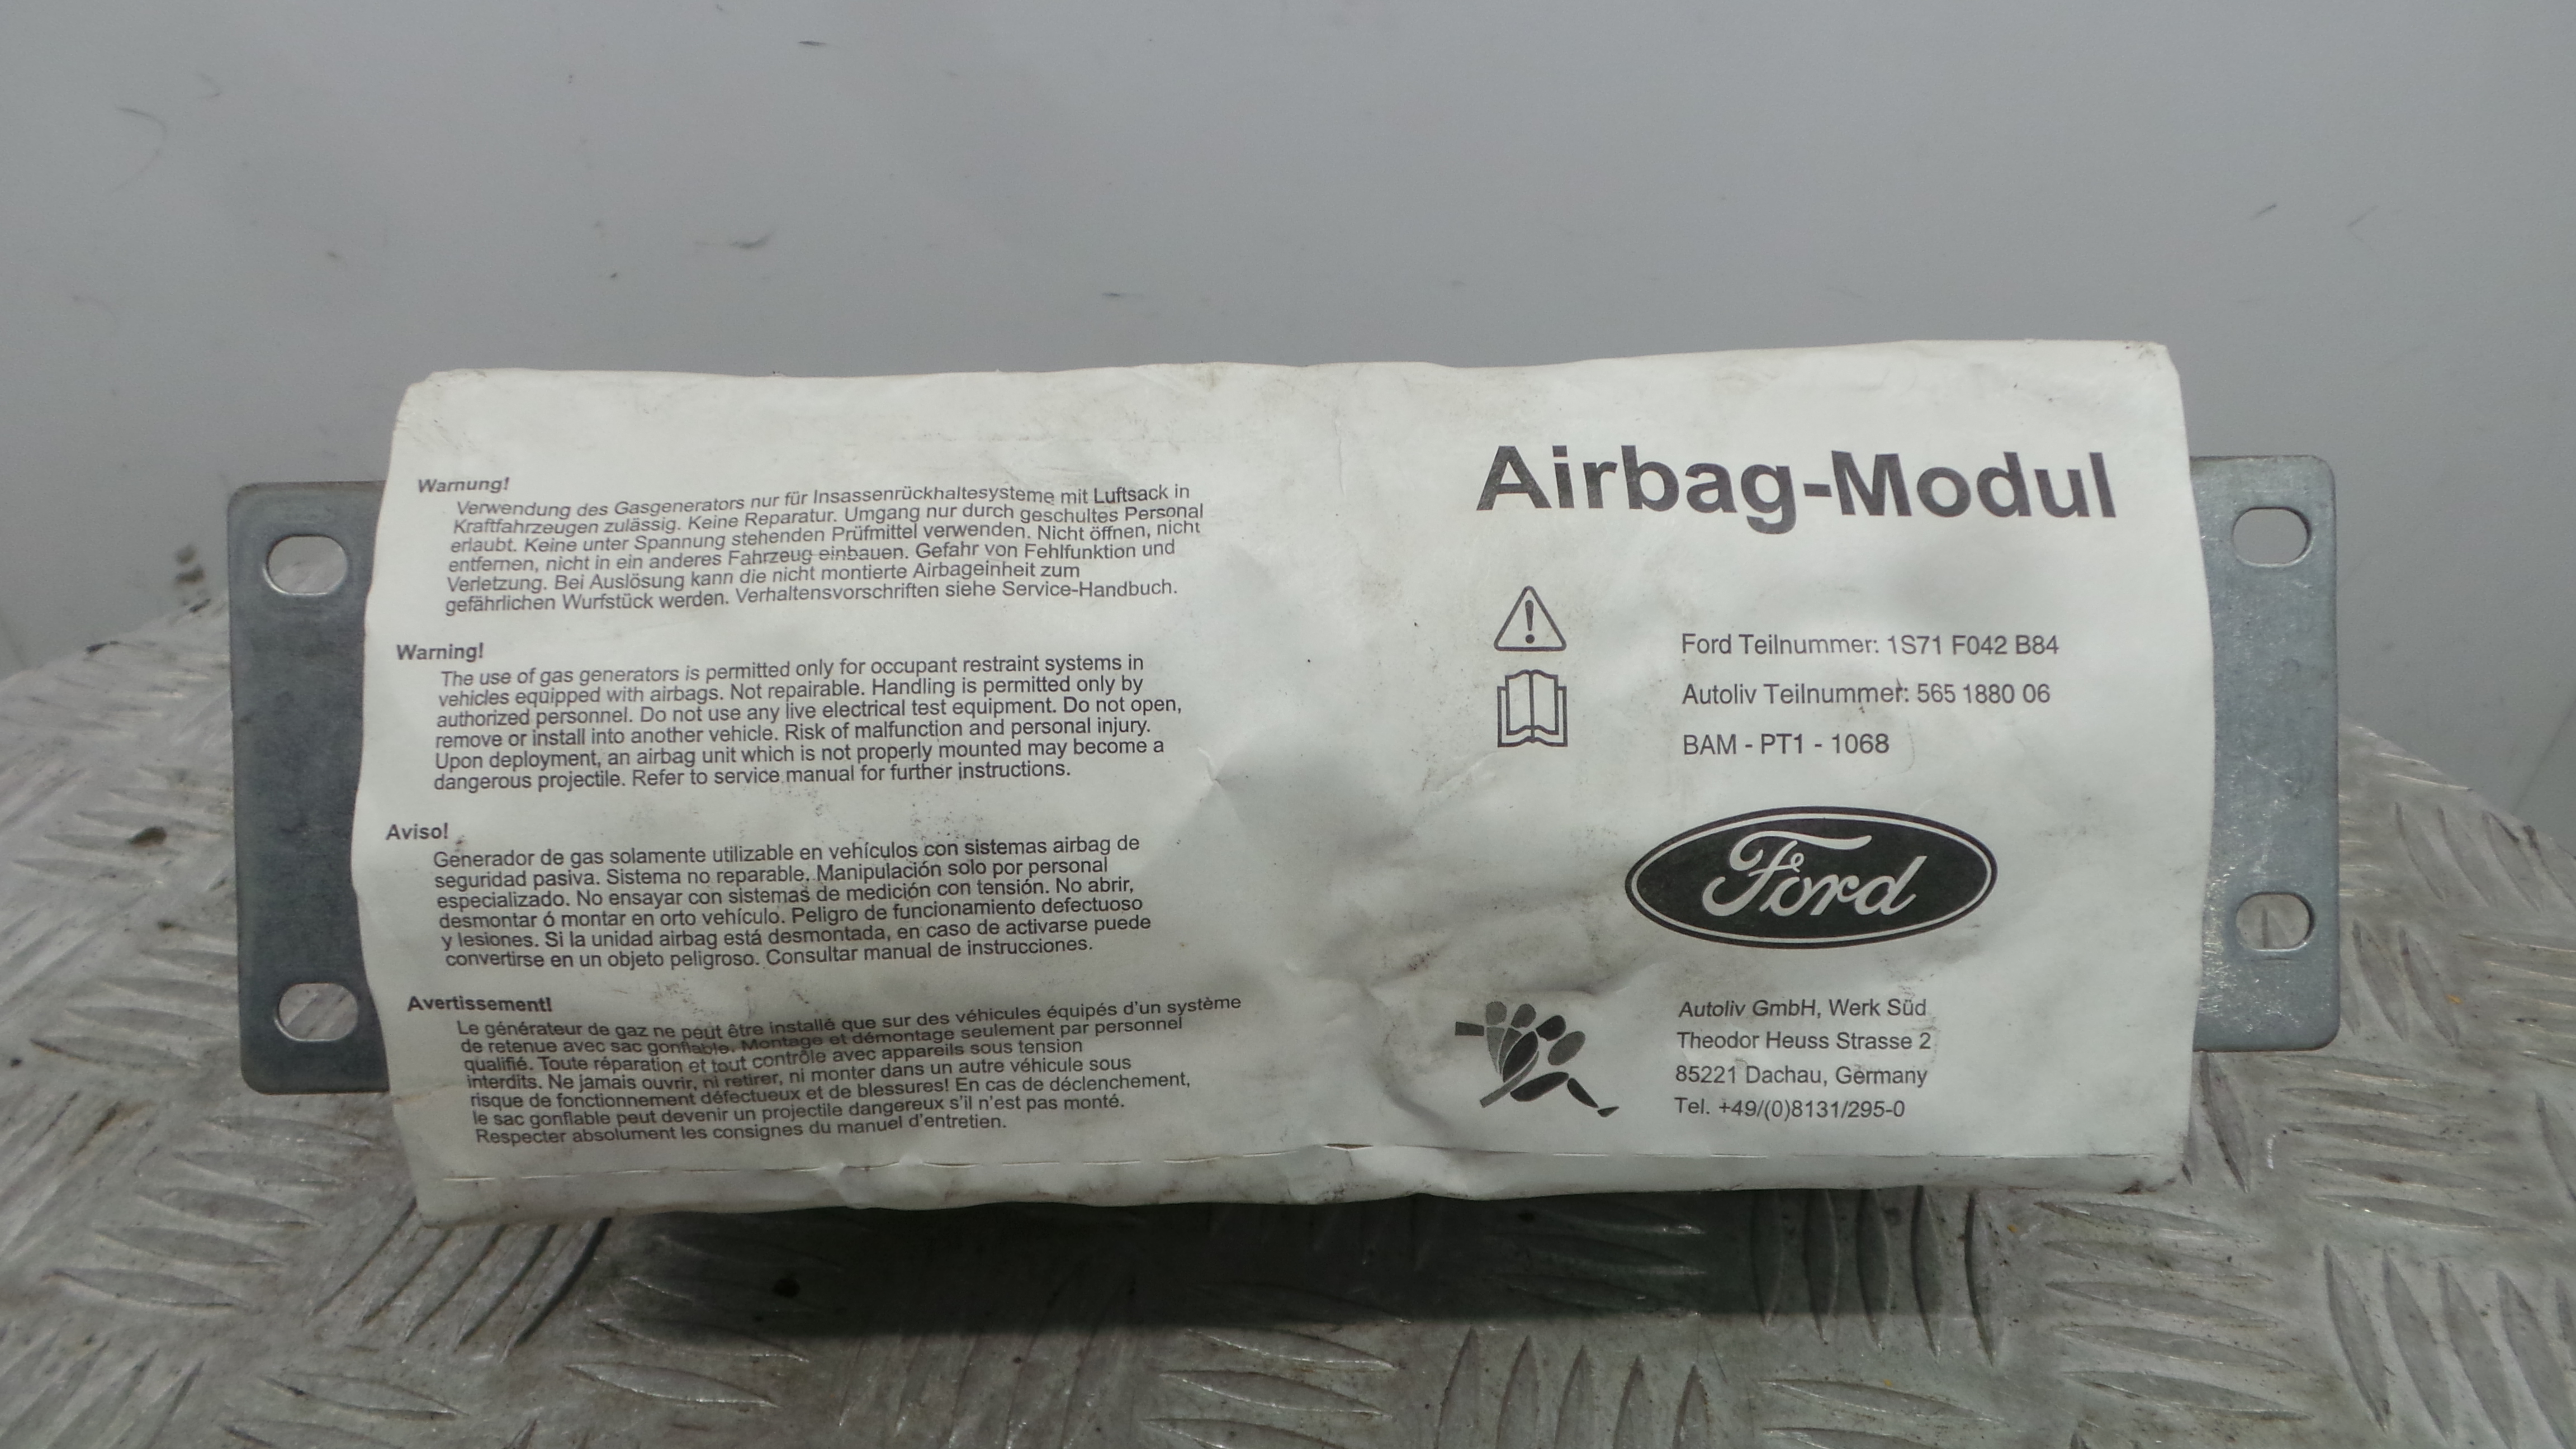 Warnung!
Verwendung des Gasgenerators nur für Insassenrückhaltesysteme mit Luftsack in
Kraftfahrzeugen zulässig. Keine Reparatur. Umgang nur durch geschultes Personal
erlaubt. Keine unter Spannung stehenden Prüfmittel verwenden. Nicht öffnen, nicht
entfernen, nicht in ein anderes Fahrzeug einbauen. Gefahr von Fehlfunktion und
Verletzung. Bei Auslösung kann die nicht montierte Airbageinheit zum
gefährlichen Wurfstück werden. Verhaltensvorschriften siehe Service-Handbuch.
Warning!
The use of gas generators is permitted only for occupant restraint systems in
vehicles equipped with airbags. Not repairable. Handling is permitted only by
authorized personnel. Do not use any live electrical test equipment. Do not open,
remove or install into another vehicle. Risk of malfunction and personal injury.
Upon deployment, an airbag unit which is not properly mounted may become a
dangerous projectile. Refer to service manual for further instructions.
Aviso!
Generador de gas solamente utilizable en vehículos con sistemas airbag de
seguridad pasiva. Sistema no reparable. Manipulación solo por personal
especializado. No ensayar con sistemas de medición con tensión. No abrir,
desmontar ó montar en orto vehículo. Peligro de funcionamiento defectuoso
y lesiones. Si la unidad airbag está desmontada, en caso de activarse puede
convertirse en un objeto peligroso. Consultar manual de instrucciones.
Avertissement!
Le générateur de gaz ne peut être installé que sur des véhicules équipés d'un système
de retenue avec sac gonflable. Montage et démontage seulement par personnel
qualifié. Toute réparation et tout contrôle avec appareils sous tension
interdits. Ne jamais ouvrir, ni retirer, ni monter dans un autre véhicule sous
risque de fonctionnement défectueux et de blessures! En cas de déclenchement,
le sac gonflable peut devenir un projectile dangereux s'il n'est pas monté.
Respecter absolument les consignes du manuel d'entretien.
Airbag-Modul
Ford Teilnummer: 1S71 F042 B84
Autoliv Teilnummer: 565 1880 06
BAM - PT1 - 1068
Ford
Autoliv GmbH, Werk Süd
Theodor Heuss Strasse 2
85221 Dachau, Germany
Tel. +49/(0)8131/295-0